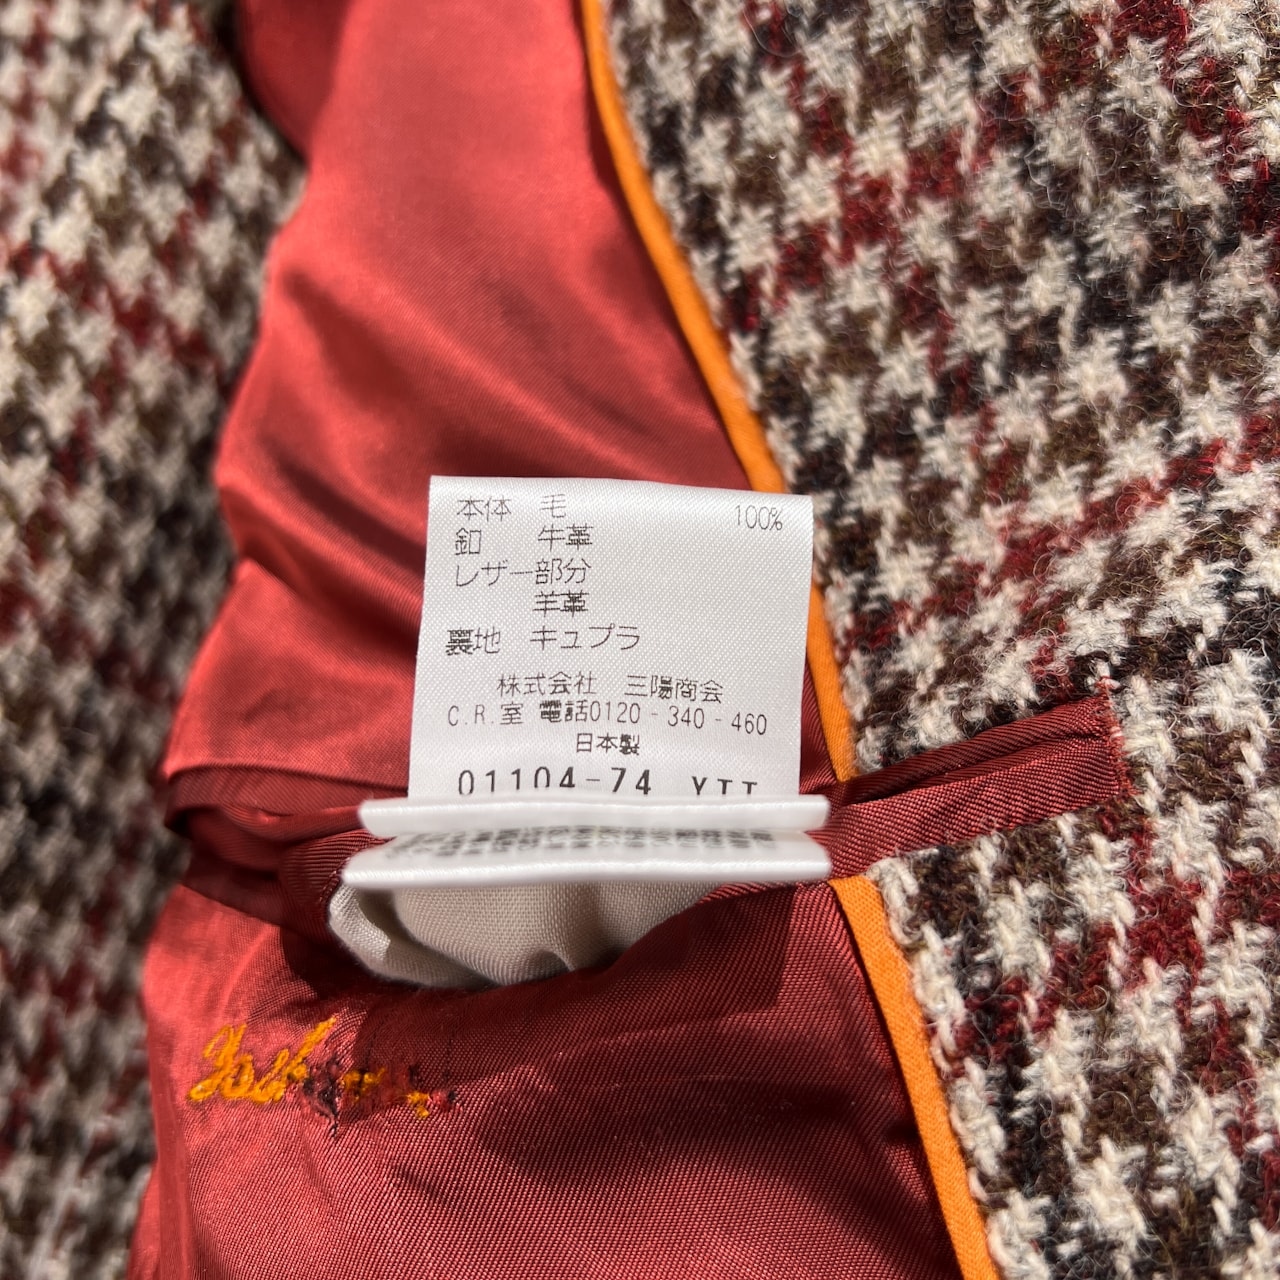 本体 毛 100%
釦 牛革
レザー部分
羊革
裏地 キュプラ
株式会社 三陽商会
C.R.室 電話0120-340-460
日本製
01104-74